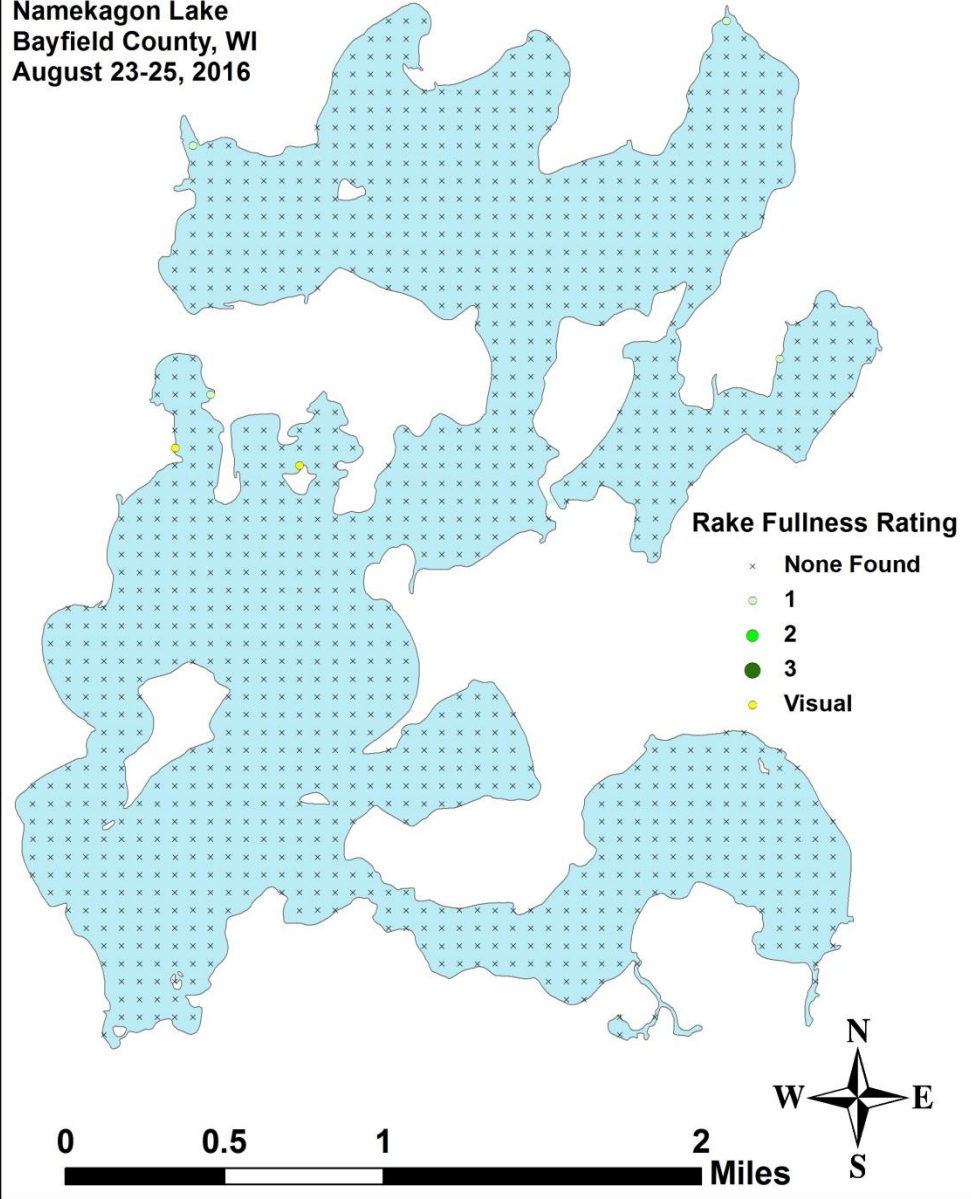 Namekagon Lake
Bayfield County, WI
August 23-25, 2016
Rake Fullness Rating
None Found
1
2
3
Visual
N
W E
S
0 0.5 1 2
Miles